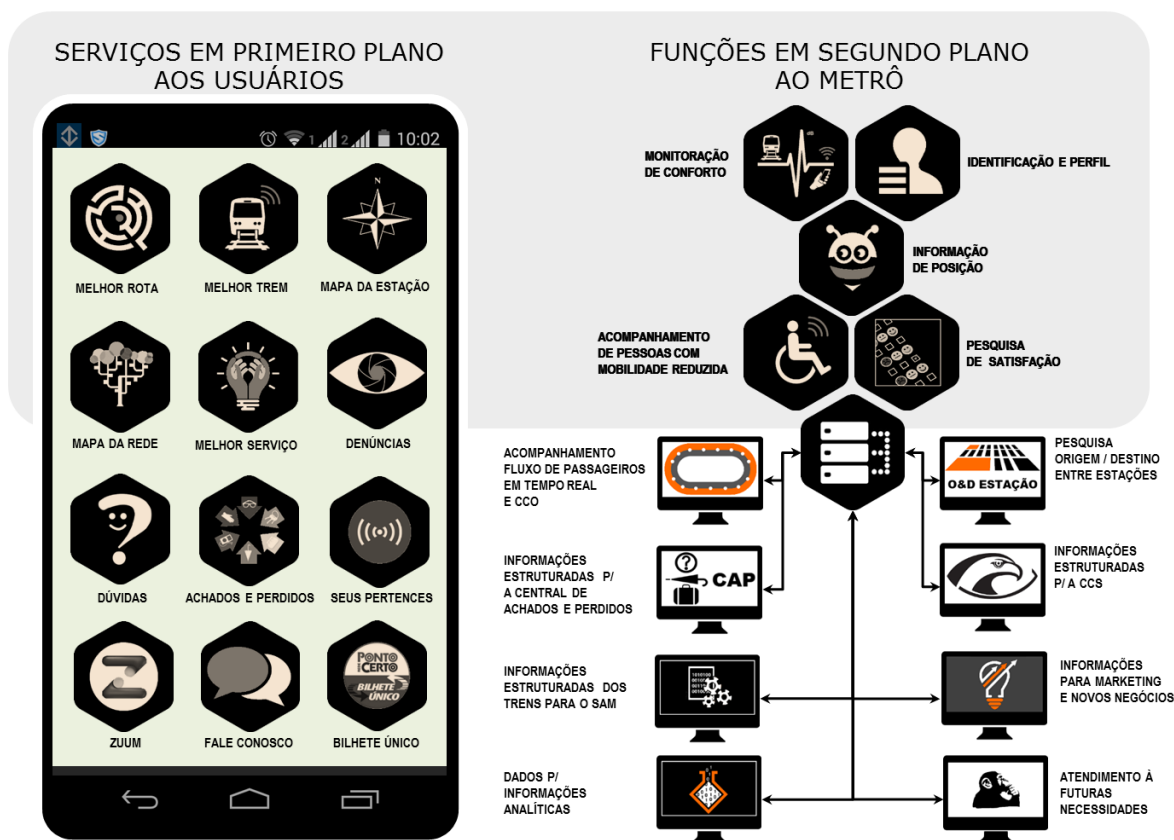 SERVIÇOS EM PRIMEIRO PLANO
AOS USUÁRIOS
1 2 10:02
N
MELHOR ROTA
MELHOR TREM
MAPA DA ESTAÇÃO
MAPA DA REDE
MELHOR SERVIÇO
DENÚNCIAS
DÚVIDAS
ACHADOS E PERDIDOS
SEUS PERTENCES
PONTO
CERTO
BILHETE
ÚNICO
ZUUM
FALE CONOSCO
BILHETE ÚNICO
FUNÇÕES EM SEGUNDO PLANO
AO METRÔ
MONITORAÇÃO
DE CONFORTO
IDENTIFICAÇÃO E PERFIL
INFORMAÇÃO
DE POSIÇÃO
ACOMPANHAMENTO
DE PESSOAS COM
MOBILIDADE REDUZIDA
PESQUISA
DE SATISFAÇÃO
ACOMPANHAMENTO
FLUXO DE PASSAGEIROS
EM TEMPO REAL
E CCO
O&D ESTAÇÃO
PESQUISA
ORIGEM / DESTINO
ENTRE ESTAÇÕES
INFORMAÇÕES
ESTRUTURADAS P/
A CENTRAL DE
ACHADOS E PERDIDOS
? CAP
INFORMAÇÕES
ESTRUTURADAS
P/ A CCS
INFORMAÇÕES
ESTRUTURADAS DOS
TRENS PARA O SAM
INFORMAÇÕES
PARA MARKETING
E NOVOS NEGÓCIOS
DADOS P/
INFORMAÇÕES
ANALÍTICAS
ATENDIMENTO À
FUTURAS
NECESSIDADES